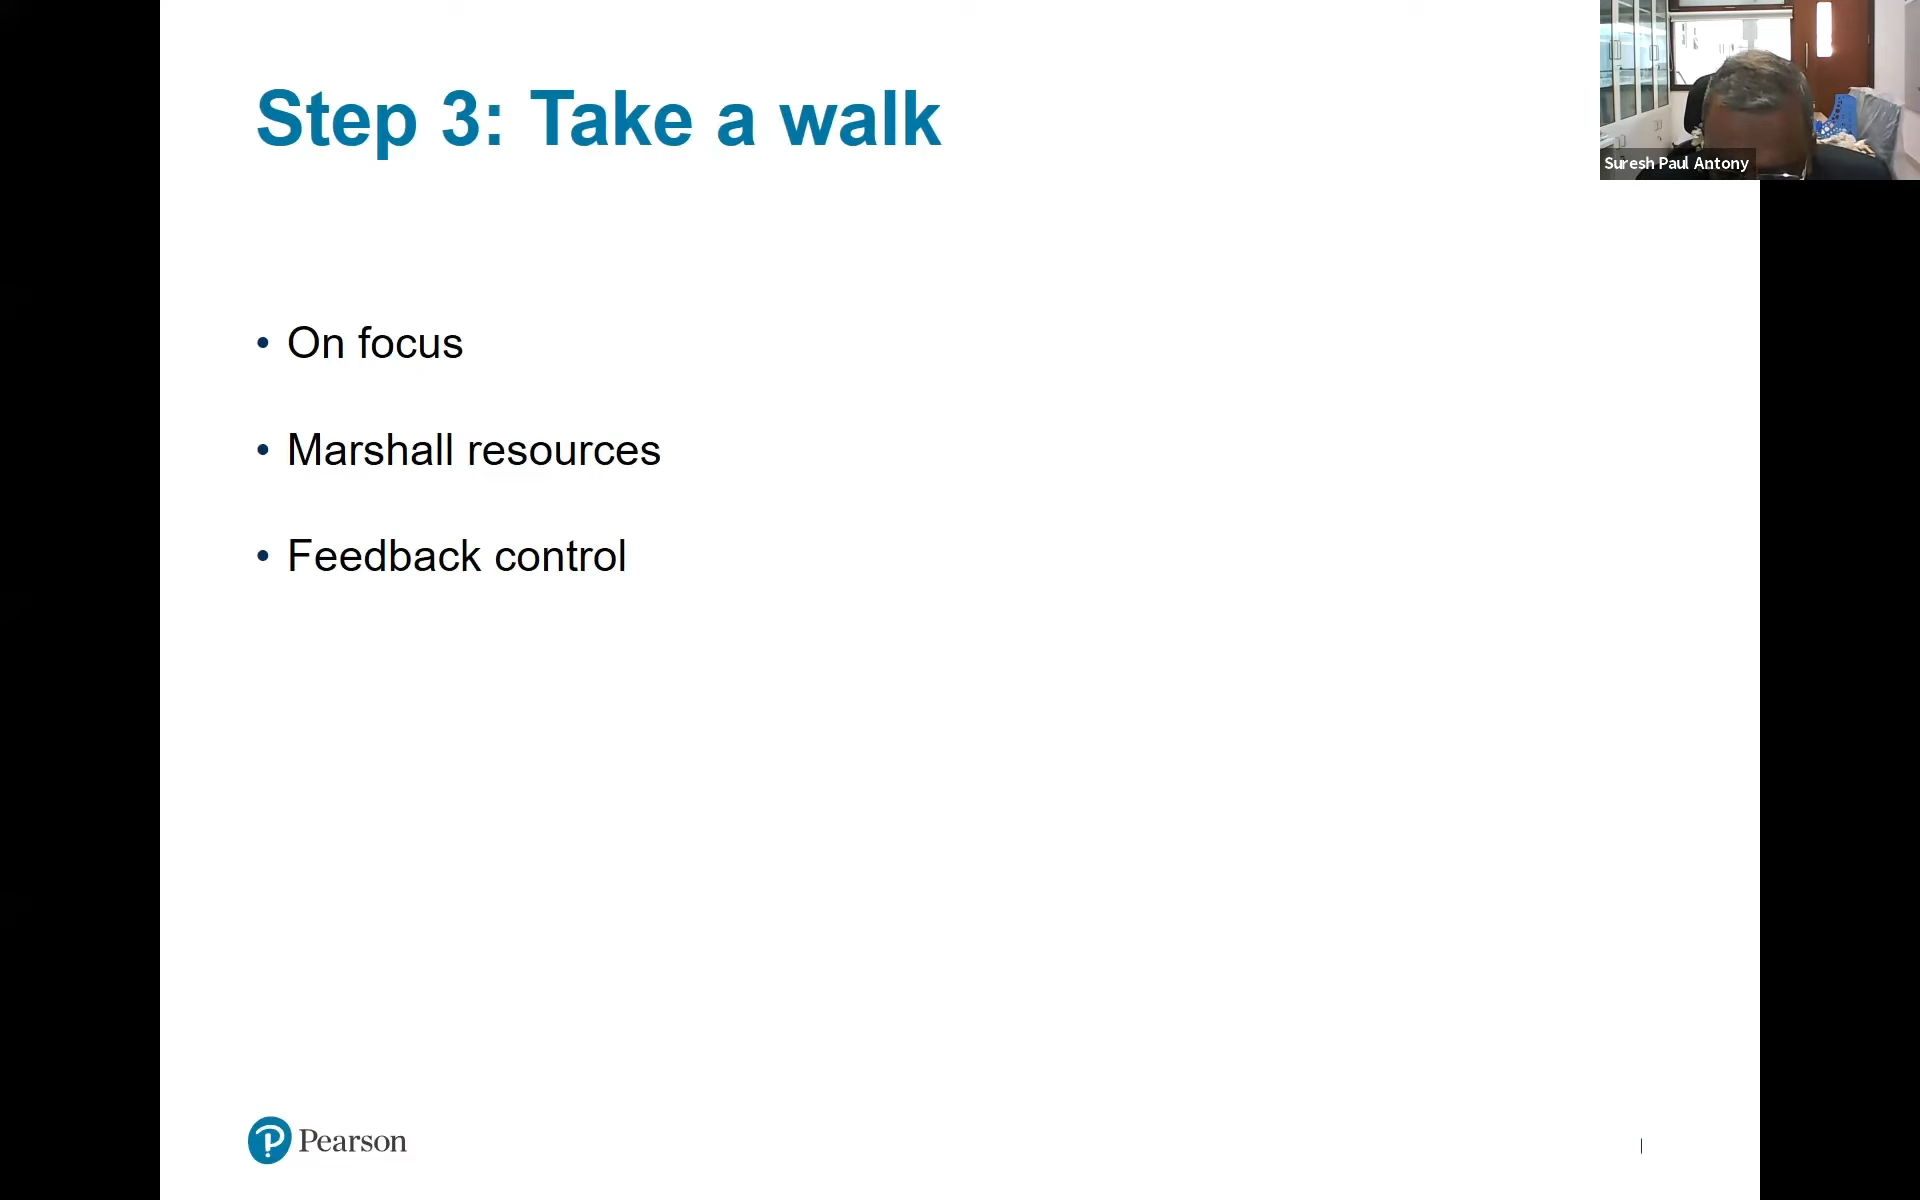 Step 3: Take a walk
Suresh Paul Antony
• On focus
• Marshall resources
• Feedback control
Pearson